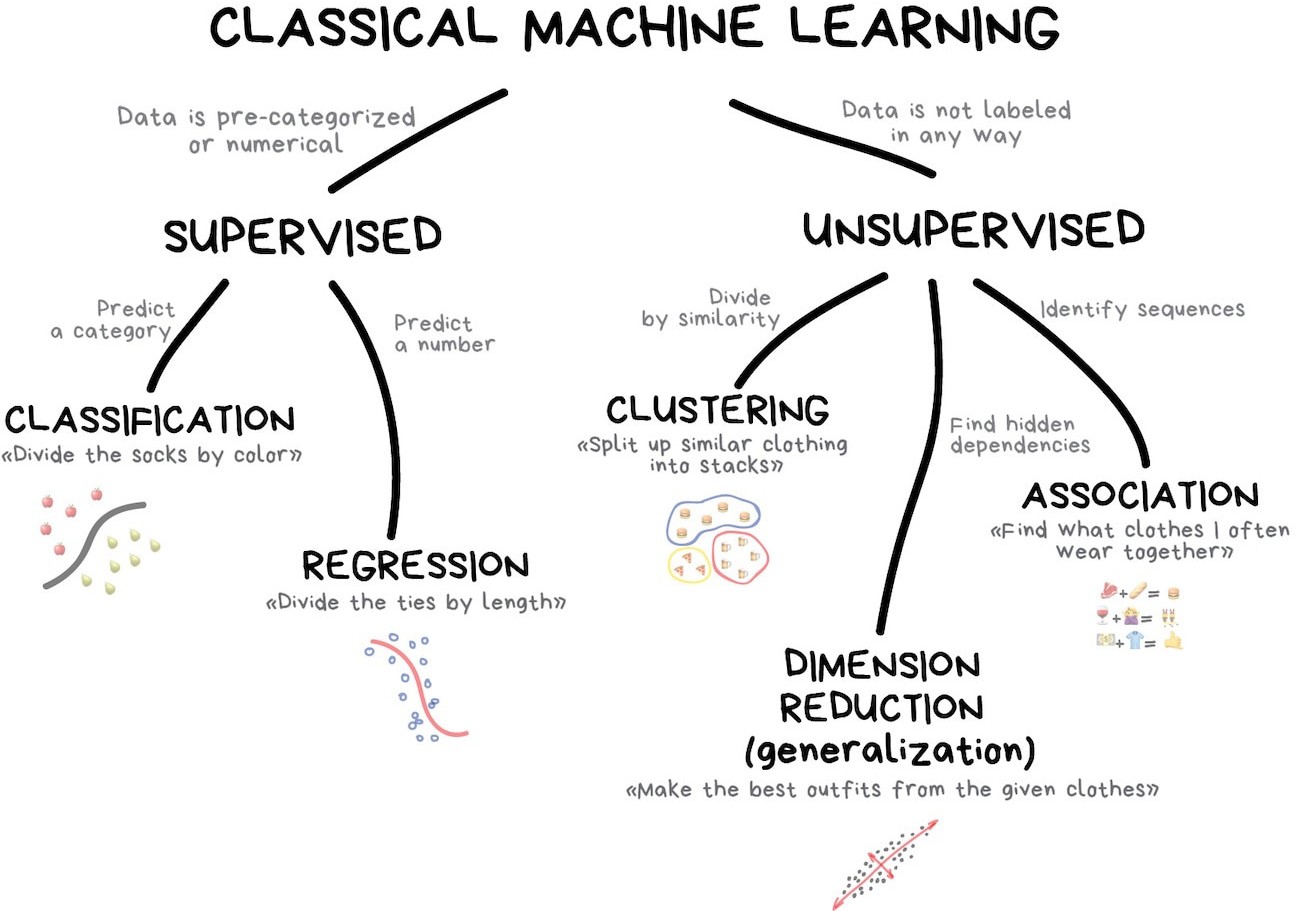 CLASSICAL MACHINE LEARNING
Data is pre-categorized
or numerical
Data is not labeled
in any way
SUPERVISED
UNSUPERVISED
Predict
a category
Predict
a number
Divide
by similarity
Identify sequences
Find hidden
dependencies
CLASSIFICATION
«Divide the socks by color»
REGRESSION
«Divide the ties by length»
CLUSTERING
«Split up similar clothing
into stacks»
ASSOCIATION
«Find what clothes I often
wear together»
+ =
+ =
+ =
DIMENSION
REDUCTION
(generalization)
«Make the best outfits from the given clothes»